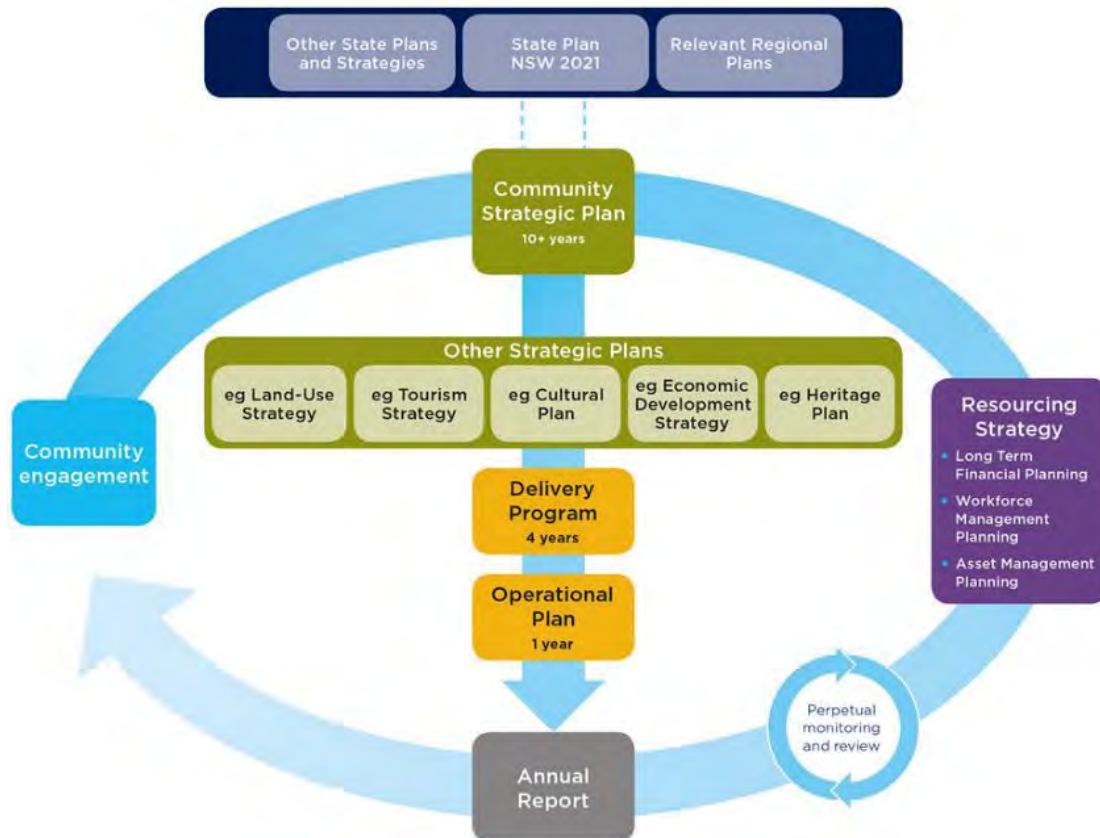 Other State Plans
and Strategies
State Plan
NSW 2021
Relevant Regional
Plans
Community
Strategic Plan
10+ years
Other Strategic Plans
eg Land-Use
Strategy
eg Tourism
Strategy
eg Cultural
Plan
eg Economic
Development
Strategy
eg Heritage
Plan
Community
engagement
Resourcing
Strategy
• Long Term
Financial Planning
• Workforce
Management
Planning
• Asset Management
Planning
Delivery
Program
4 years
Operational
Plan
1 year
Perpetual
monitoring
and review
Annual
Report